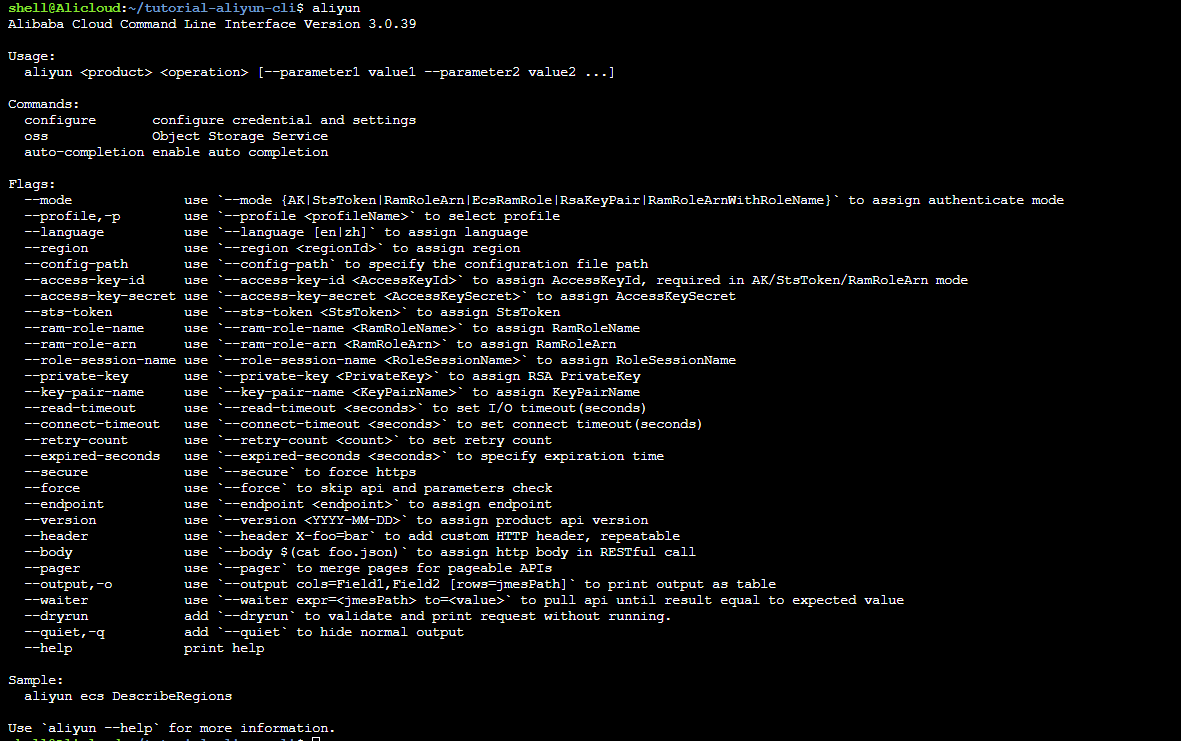 shell@Alicloud:~/tutorial-aliyun-cli$ aliyun
Alibaba Cloud Command Line Interface Version 3.0.39

Usage:
  aliyun <product> <operation> [--parameter1 value1 --parameter2 value2 ...]

Commands:
  configure       configure credential and settings
  oss             Object Storage Service
  auto-completion enable auto completion

Flags:
  --mode              use `--mode {AK|StsToken|RamRoleArn|EcsRamRole|RsaKeyPair|RamRoleArnWithRoleName}` to assign authenticate mode
  --profile,-p        use `--profile <profileName>` to select profile
  --language          use `--language [en|zh]` to assign language
  --region            use `--region <regionId>` to assign region
  --config-path       use `--config-path` to specify the configuration file path
  --access-key-id     use `--access-key-id <AccessKeyId>` to assign AccessKeyId, required in AK/StsToken/RamRoleArn mode
  --access-key-secret use `--access-key-secret <AccessKeySecret>` to assign AccessKeySecret
  --sts-token         use `--sts-token <StsToken>` to assign StsToken
  --ram-role-name     use `--ram-role-name <RamRoleName>` to assign RamRoleName
  --ram-role-arn      use `--ram-role-arn <RamRoleArn>` to assign RamRoleArn
  --role-session-name use `--role-session-name <RoleSessionName>` to assign RoleSessionName
  --private-key       use `--private-key <PrivateKey>` to assign RSA PrivateKey
  --key-pair-name     use `--key-pair-name <KeyPairName>` to assign KeyPairName
  --read-timeout      use `--read-timeout <seconds>` to set I/O timeout(seconds)
  --connect-timeout   use `--connect-timeout <seconds>` to set connect timeout(seconds)
  --retry-count       use `--retry-count <count>` to set retry count
  --expired-seconds   use `--expired-seconds <seconds>` to specify expiration time
  --secure            use `--secure` to force https
  --force             use `--force` to skip api and parameters check
  --endpoint          use `--endpoint <endpoint>` to assign endpoint
  --version           use `--version <YYYY-MM-DD>` to assign product api version
  --header            use `--header X-foo=bar` to add custom HTTP header, repeatable
  --body              use `--body $(cat foo.json)` to assign http body in RESTful call
  --pager             use `--pager` to merge pages for pageable APIs
  --output,-o         use `--output cols=Field1,Field2 [rows=jmesPath]` to print output as table
  --waiter            use `--waiter expr=<jmesPath> to=<value>` to pull api until result equal to expected value
  --dryrun            add `--dryrun` to validate and print request without running.
  --quiet,-q          add `--quiet` to hide normal output
  --help              print help

Sample:
  aliyun ecs DescribeRegions

Use `aliyun --help` for more information.